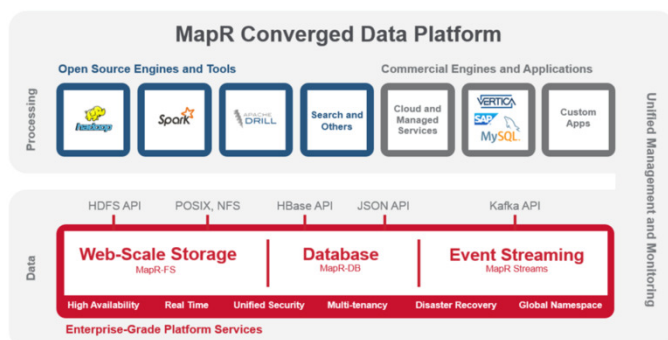 MapR Converged Data Platform
Open Source Engines and Tools
Commercial Engines and Applications
Processing
hadoop
Spark
APACHE
DRILL
Search and
Others
Cloud and
Managed
Services
VERTICA
SAP
MySQL
Custom
Apps
Unified Management and Monitoring
HDFS API
POSIX, NFS
HBase API
JSON API
Kafka API
Data
Web-Scale Storage
MapR-FS
Database
MapR-DB
Event Streaming
MapR Streams
High Availability
Real Time
Unified Security
Multi-tenancy
Disaster Recovery
Global Namespace
Enterprise-Grade Platform Services